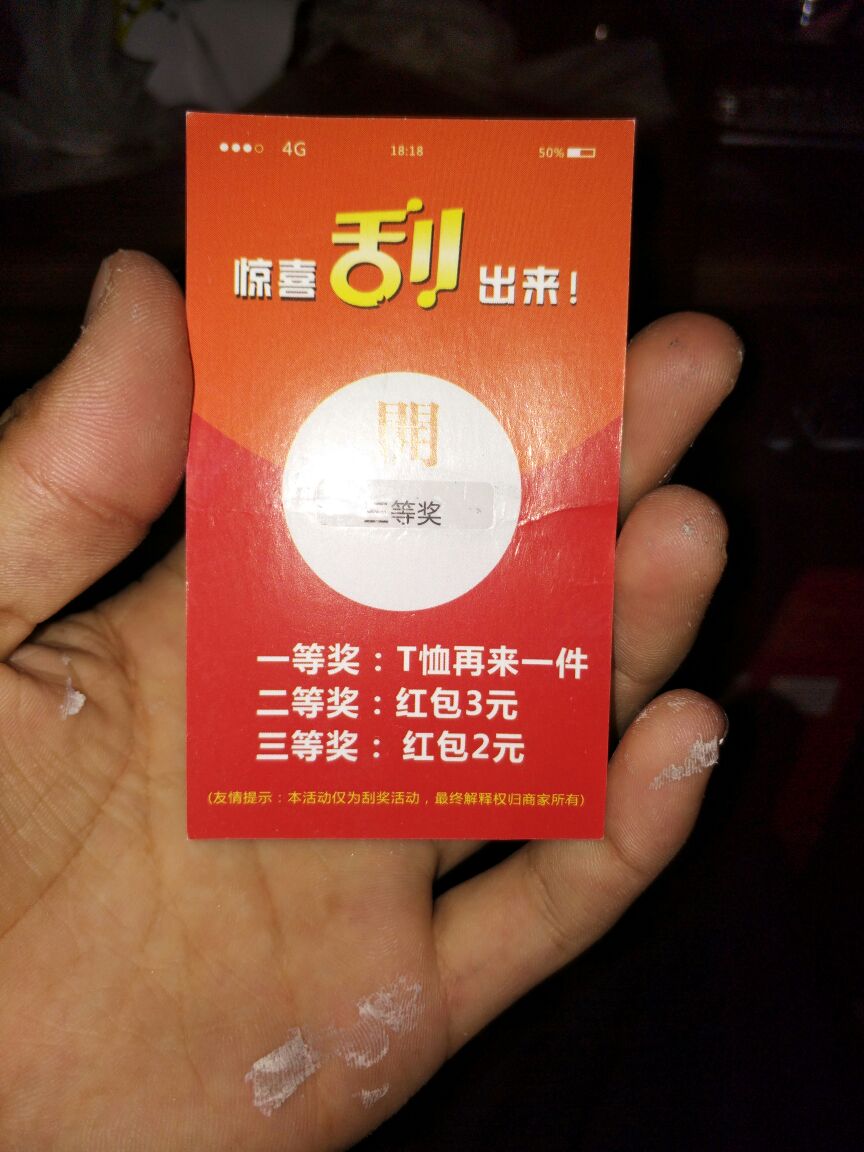 4G 18:18 50%
惊喜刮出来!
開
三等奖
一等奖:T恤再来一件
二等奖:红包3元
三等奖: 红包2元
(友情提示:本活动仅为刮奖活动,最终解释权归商家所有)